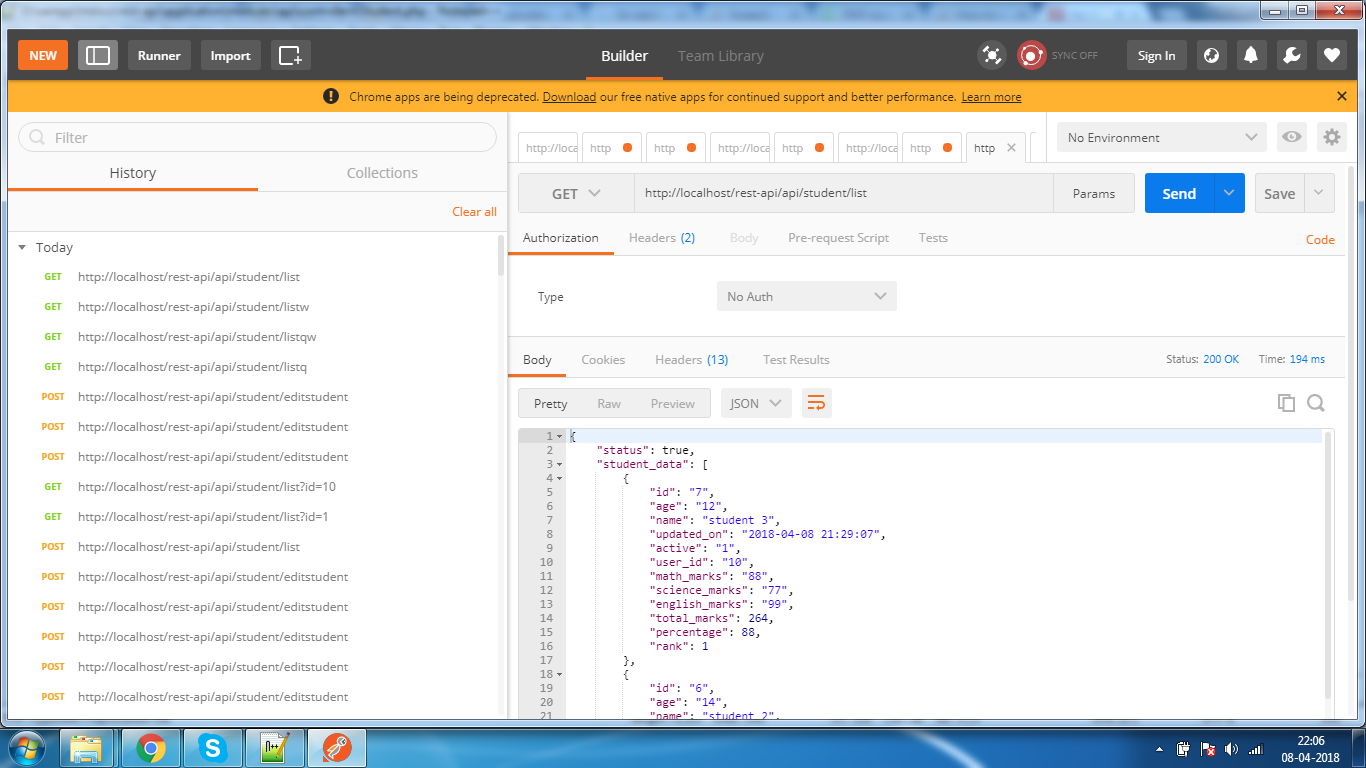 NEW Runner Import Builder Team Library SYNC OFF Sign In
Chrome apps are being deprecated. Download our free native apps for continued support and better performance. Learn more
Filter
History Collections
Clear all
Today
GET http://localhost/rest-api/api/student/list
GET http://localhost/rest-api/api/student/listw
GET http://localhost/rest-api/api/student/listqw
GET http://localhost/rest-api/api/student/listq
POST http://localhost/rest-api/api/student/editstudent
POST http://localhost/rest-api/api/student/editstudent
POST http://localhost/rest-api/api/student/editstudent
GET http://localhost/rest-api/api/student/list?id=10
GET http://localhost/rest-api/api/student/list?id=1
POST http://localhost/rest-api/api/student/list
POST http://localhost/rest-api/api/student/editstudent
POST http://localhost/rest-api/api/student/editstudent
POST http://localhost/rest-api/api/student/editstudent
POST http://localhost/rest-api/api/student/editstudent
POST http://localhost/rest-api/api/student/editstudent
http://loca http http http://loca http http://loca http http
No Environment
GET http://localhost/rest-api/api/student/list Params Send Save
Authorization Headers (2) Body Pre-request Script Tests Code
Type No Auth
Body Cookies Headers (13) Test Results Status: 200 OK Time: 194 ms
Pretty Raw Preview JSON
1 {
2 "status": true,
3 "student_data": [
4 {
5 "id": "7",
6 "age": "12",
7 "name": "student 3",
8 "updated_on": "2018-04-08 21:29:07",
9 "active": "1",
10 "user_id": "10",
11 "math_marks": "88",
12 "science_marks": "77",
13 "english_marks": "99",
14 "total_marks": 264,
15 "percentage": 88,
16 "rank": 1
17 },
18 {
19 "id": "6",
20 "age": "14",
21 "name": "student 2",
22:06
08-04-2018